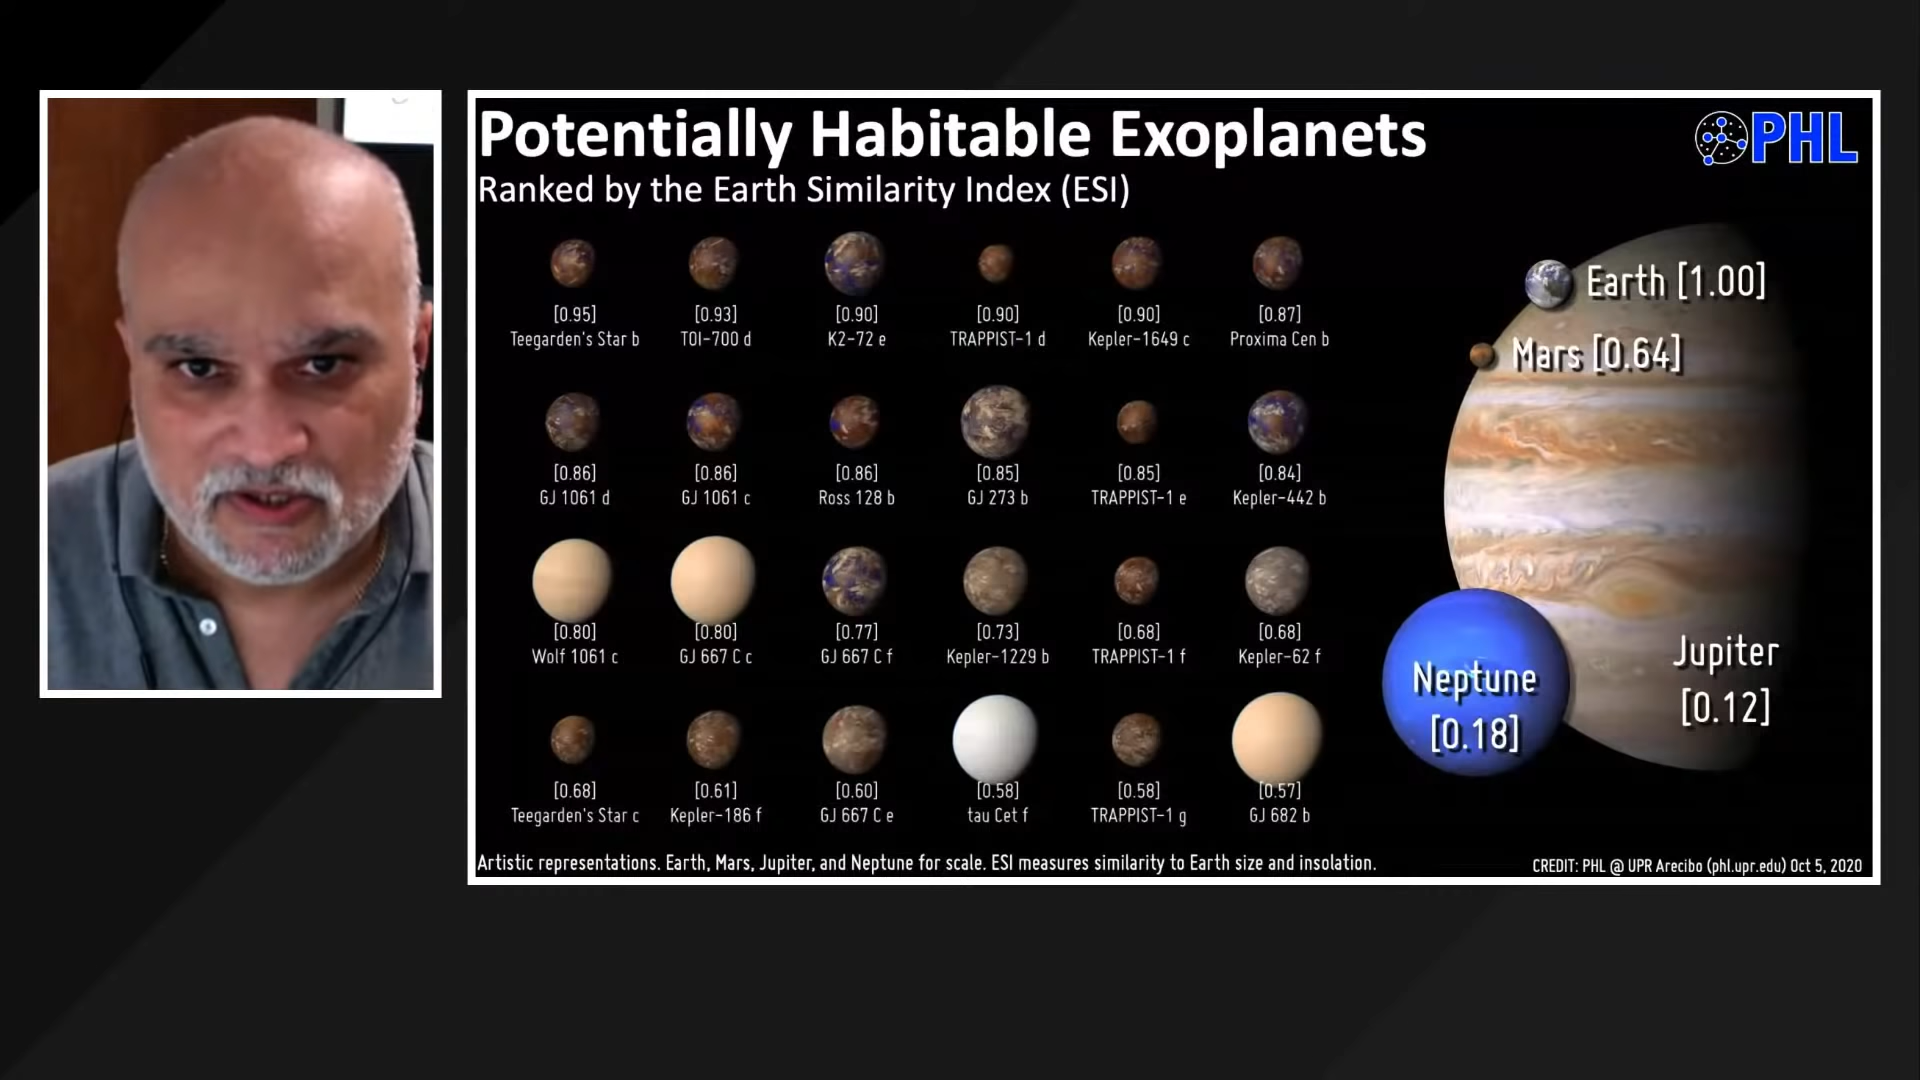 Potentially Habitable Exoplanets
PHL
Ranked by the Earth Similarity Index (ESI)
[0.95] [0.93] [0.90] [0.90] [0.90] [0.87]
Teegarden's Star b TOI-700 d K2-72 e TRAPPIST-1 d Kepler-1649 c Proxima Cen b
[0.86] [0.86] [0.86] [0.85] [0.85] [0.84]
GJ 1061 d GJ 1061 c Ross 128 b GJ 273 b TRAPPIST-1 e Kepler-442 b
[0.80] [0.80] [0.77] [0.73] [0.68] [0.68]
Wolf 1061 c GJ 667 C c GJ 667 C f Kepler-1229 b TRAPPIST-1 f Kepler-62 f
[0.68] [0.61] [0.60] [0.58] [0.58] [0.57]
Teegarden's Star c Kepler-186 f GJ 667 C e tau Cet f TRAPPIST-1 g GJ 682 b
Earth [1.00]
Mars [0.64]
Neptune
[0.18]
Jupiter
[0.12]
Artistic representations. Earth, Mars, Jupiter, and Neptune for scale. ESI measures similarity to Earth size and insolation.
CREDIT: PHL @ UPR Arecibo (phl.upr.edu) Oct 5, 2020